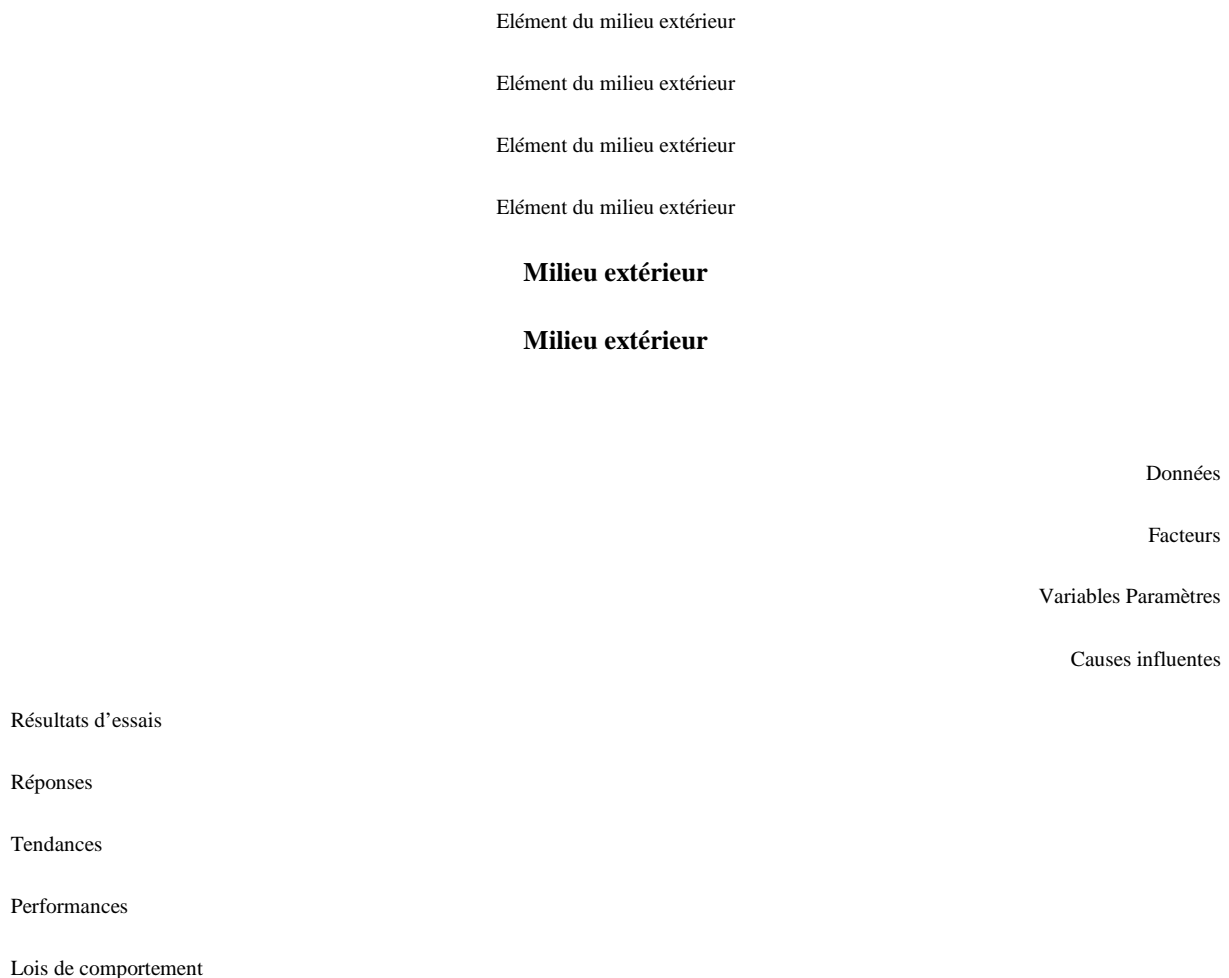 Elément du milieu extérieur
Elément du milieu extérieur
Elément du milieu extérieur
Elément du milieu extérieur
Milieu extérieur
Milieu extérieur
Données
Facteurs
Variables Paramètres
Causes influentes
Résultats d’essais
Réponses
Tendances
Performances
Lois de comportement